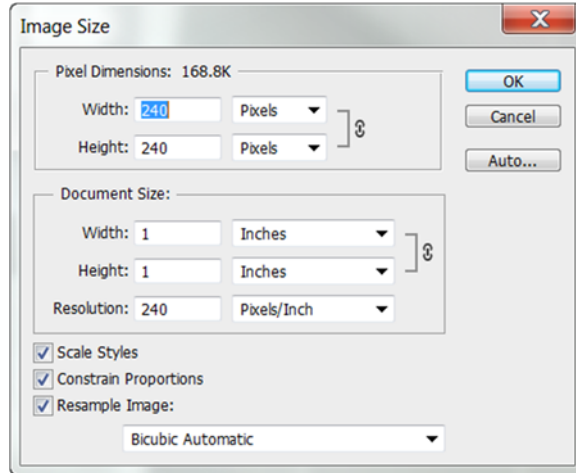 Image Size
Pixel Dimensions: 168.8K
OK
Width: 240 Pixels
Cancel
Height: 240 Pixels
Auto...
Document Size:
Width: 1 Inches
Height: 1 Inches
Resolution: 240 Pixels/Inch
Scale Styles
Constrain Proportions
Resample Image:
Bicubic Automatic